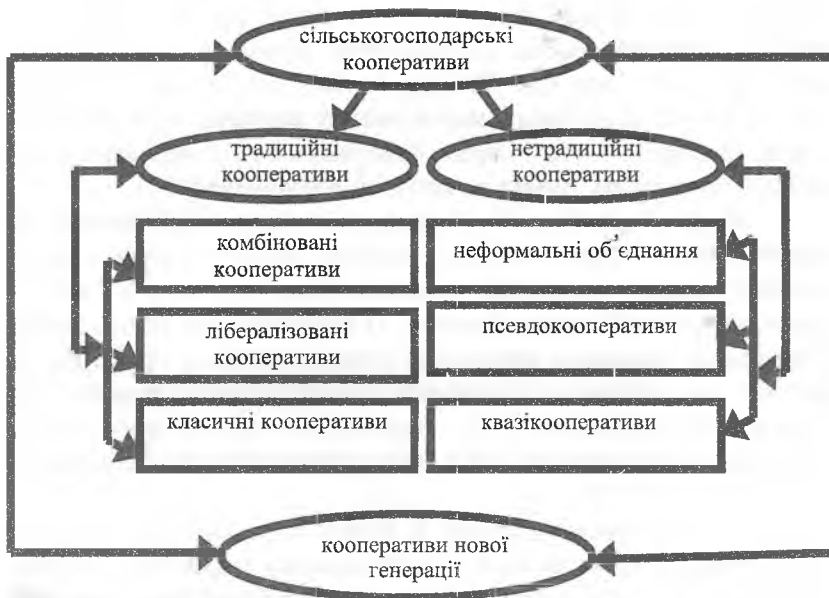 сільськогосподарські
кооперативи
традиційні
кооперативи
нетрадиційні
кооперативи
комбіновані
кооперативи
неформальні об’єднання
лібералізовані
кооперативи
псевдокооперативи
класичні кооперативи
квазікооперативи
кооперативи нової
генерації